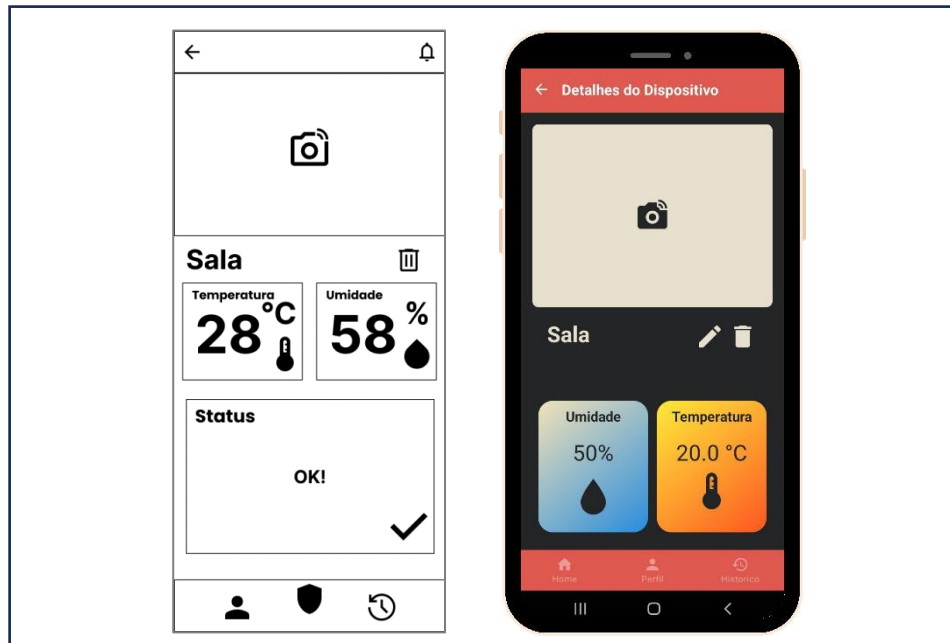 Sala
Temperatura
28 °C
Umidade
58 %
Status
OK!
Detalhes do Dispositivo
Sala
Umidade
50%
Temperatura
20.0 °C
Home
Perfil
Historico